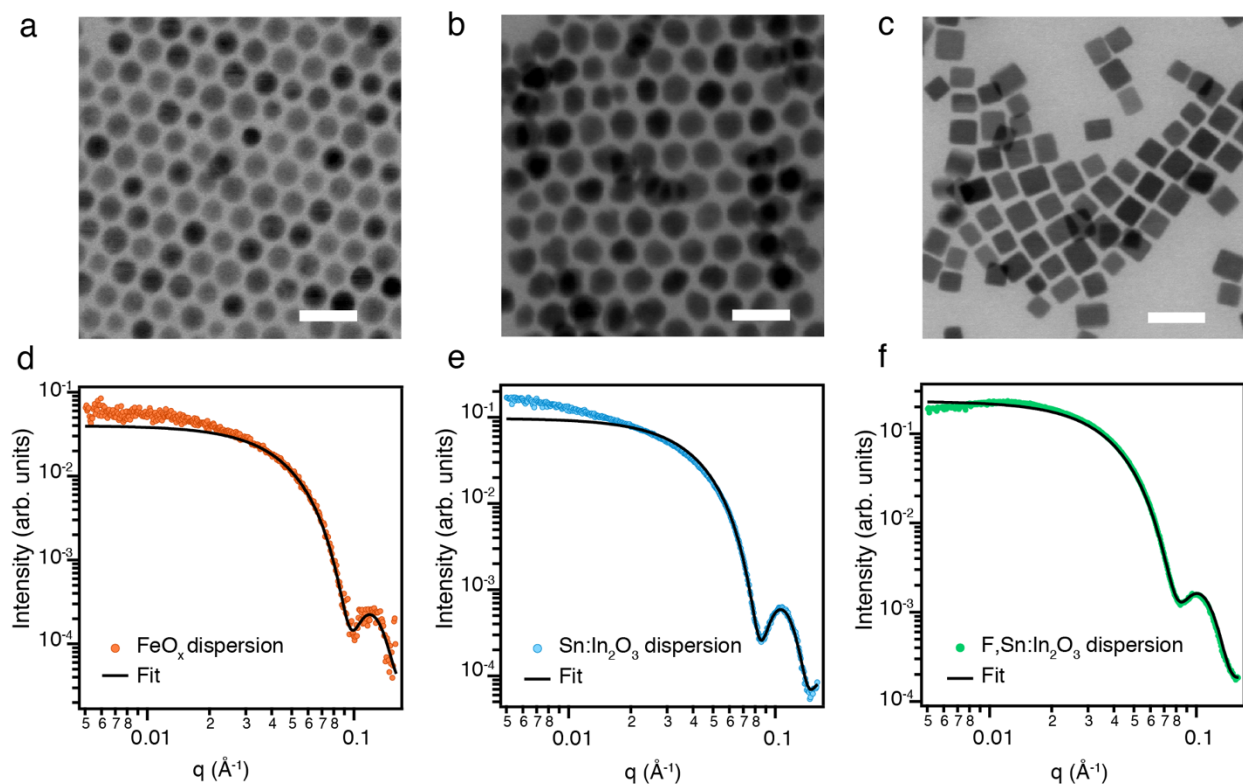 a
b
c
d
e
f
Intensity (arb. units)
10⁻¹
10⁻²
10⁻³
10⁻⁴
FeOₓ dispersion
Fit
5 6 7 8 2 3 4 5 6 7 8
0.01 0.1
q (Å⁻¹)
Intensity (arb. units)
10⁻¹
10⁻²
10⁻³
10⁻⁴
Sn:In₂O₃ dispersion
Fit
5 6 7 8 2 3 4 5 6 7 8
0.01 0.1
q (Å⁻¹)
Intensity (arb. units)
10⁻¹
10⁻²
10⁻³
10⁻⁴
F,Sn:In₂O₃ dispersion
Fit
5 6 7 8 2 3 4 5 6 7 8
0.01 0.1
q (Å⁻¹)